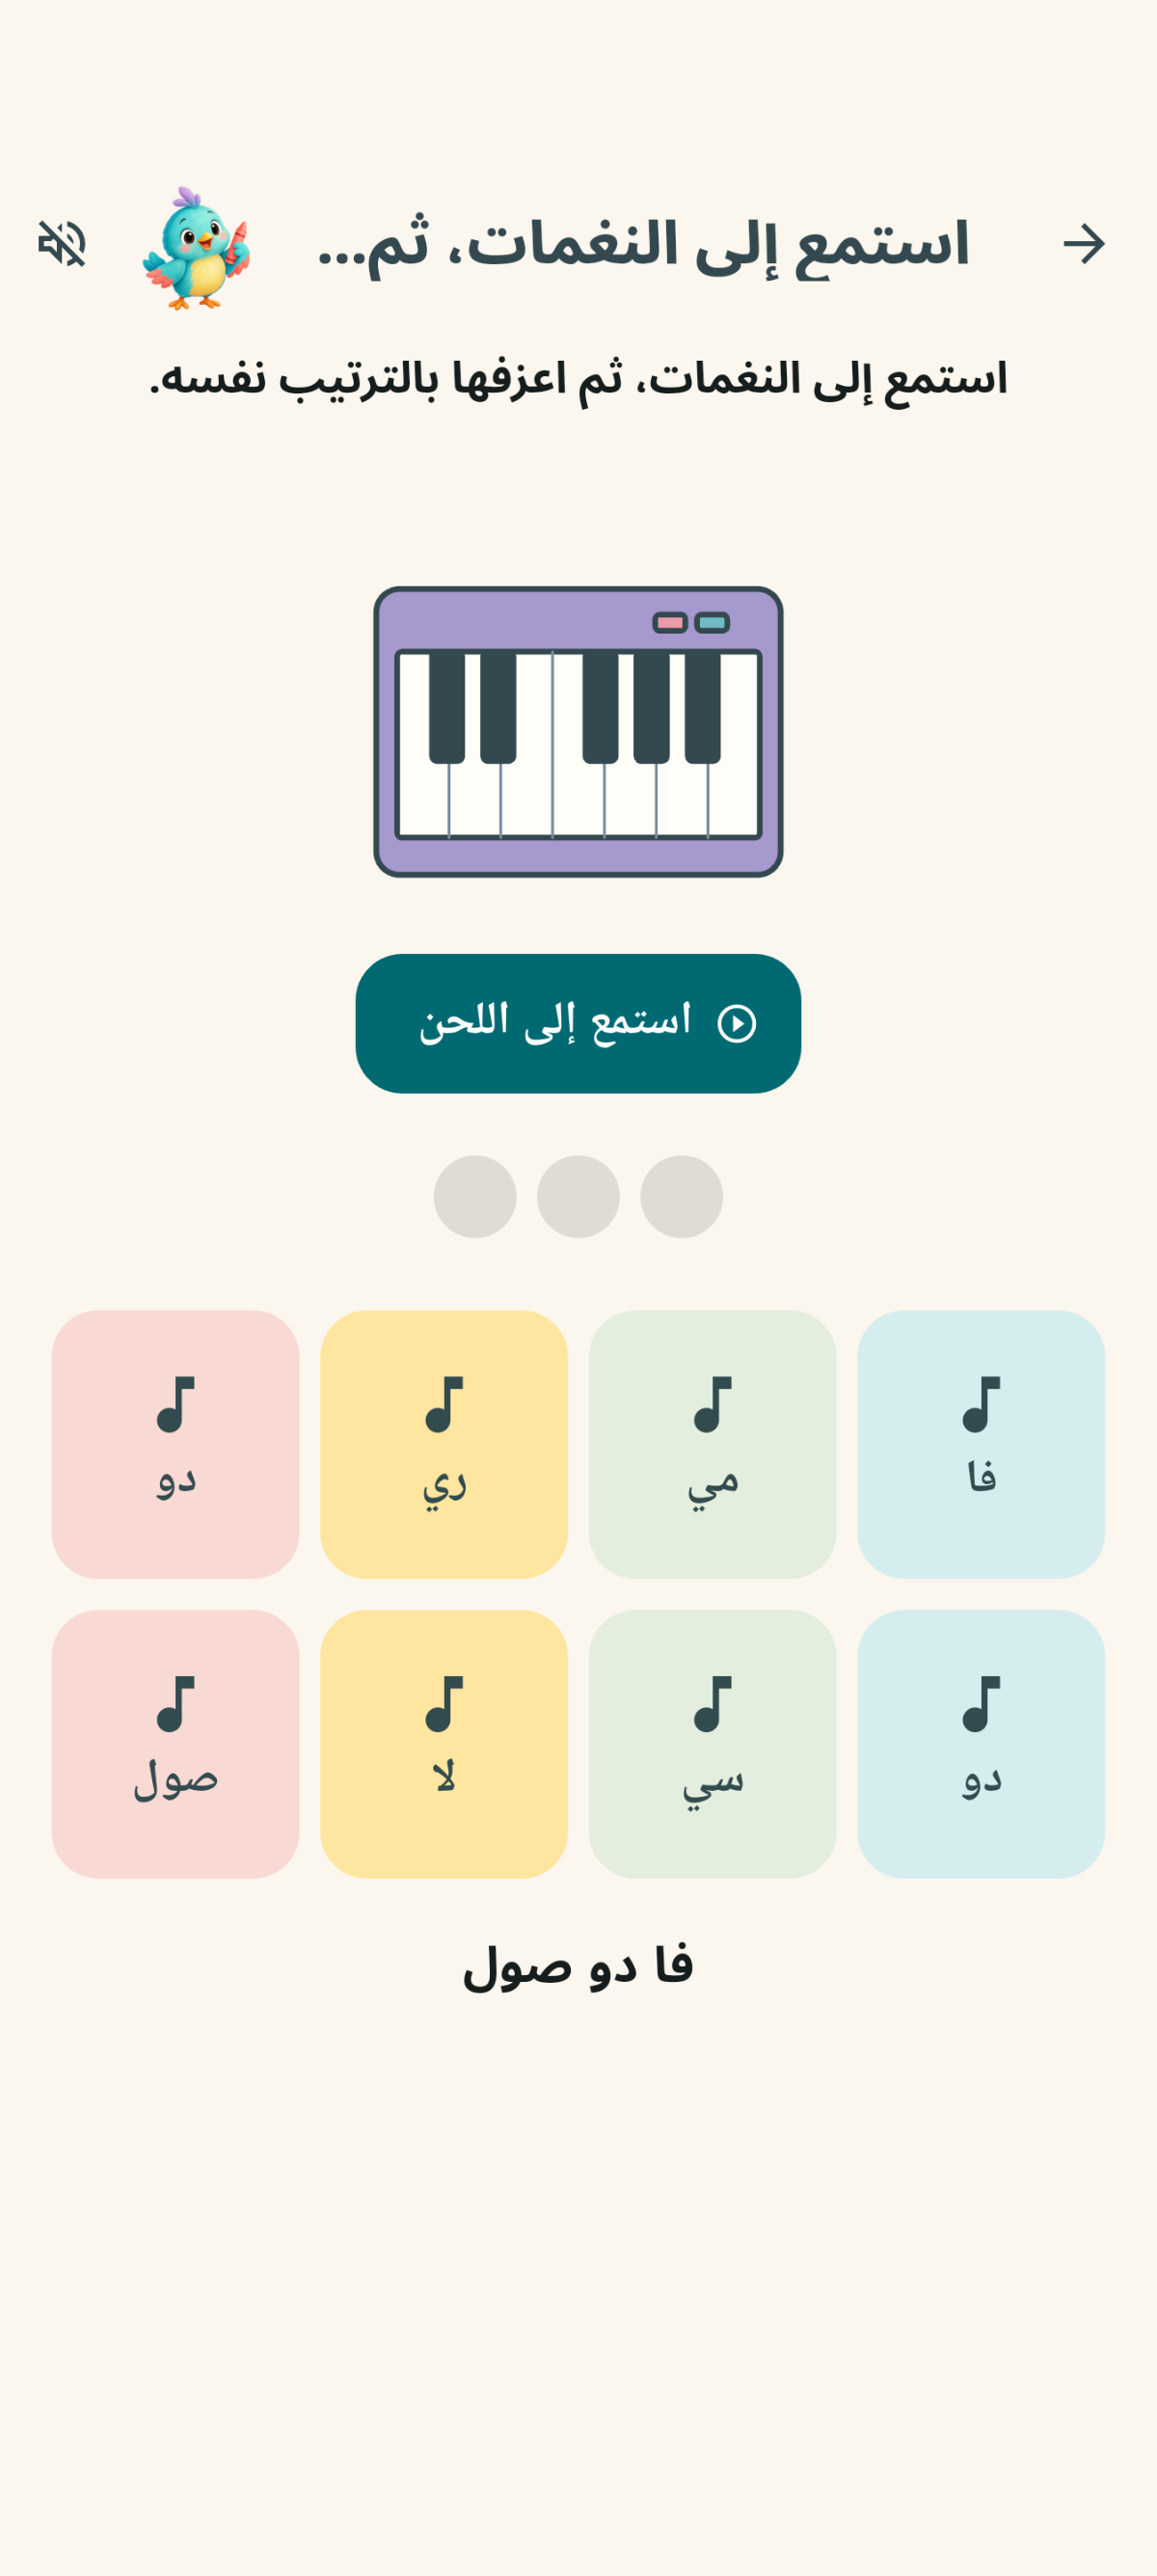 استمع إلى النغمات، ثم...
استمع إلى النغمات، ثم اعزفها بالترتيب نفسه.
استمع إلى اللحن
فا
مي
ري
دو
دو
سي
لا
صول
فا دو صول